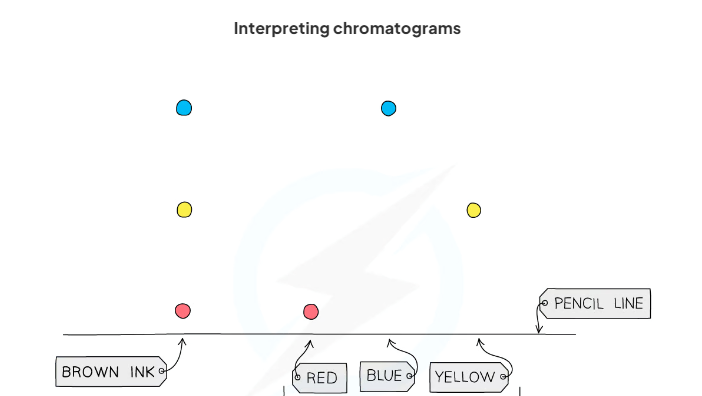 Interpreting chromatograms
PENCIL LINE
BROWN INK
RED
BLUE
YELLOW